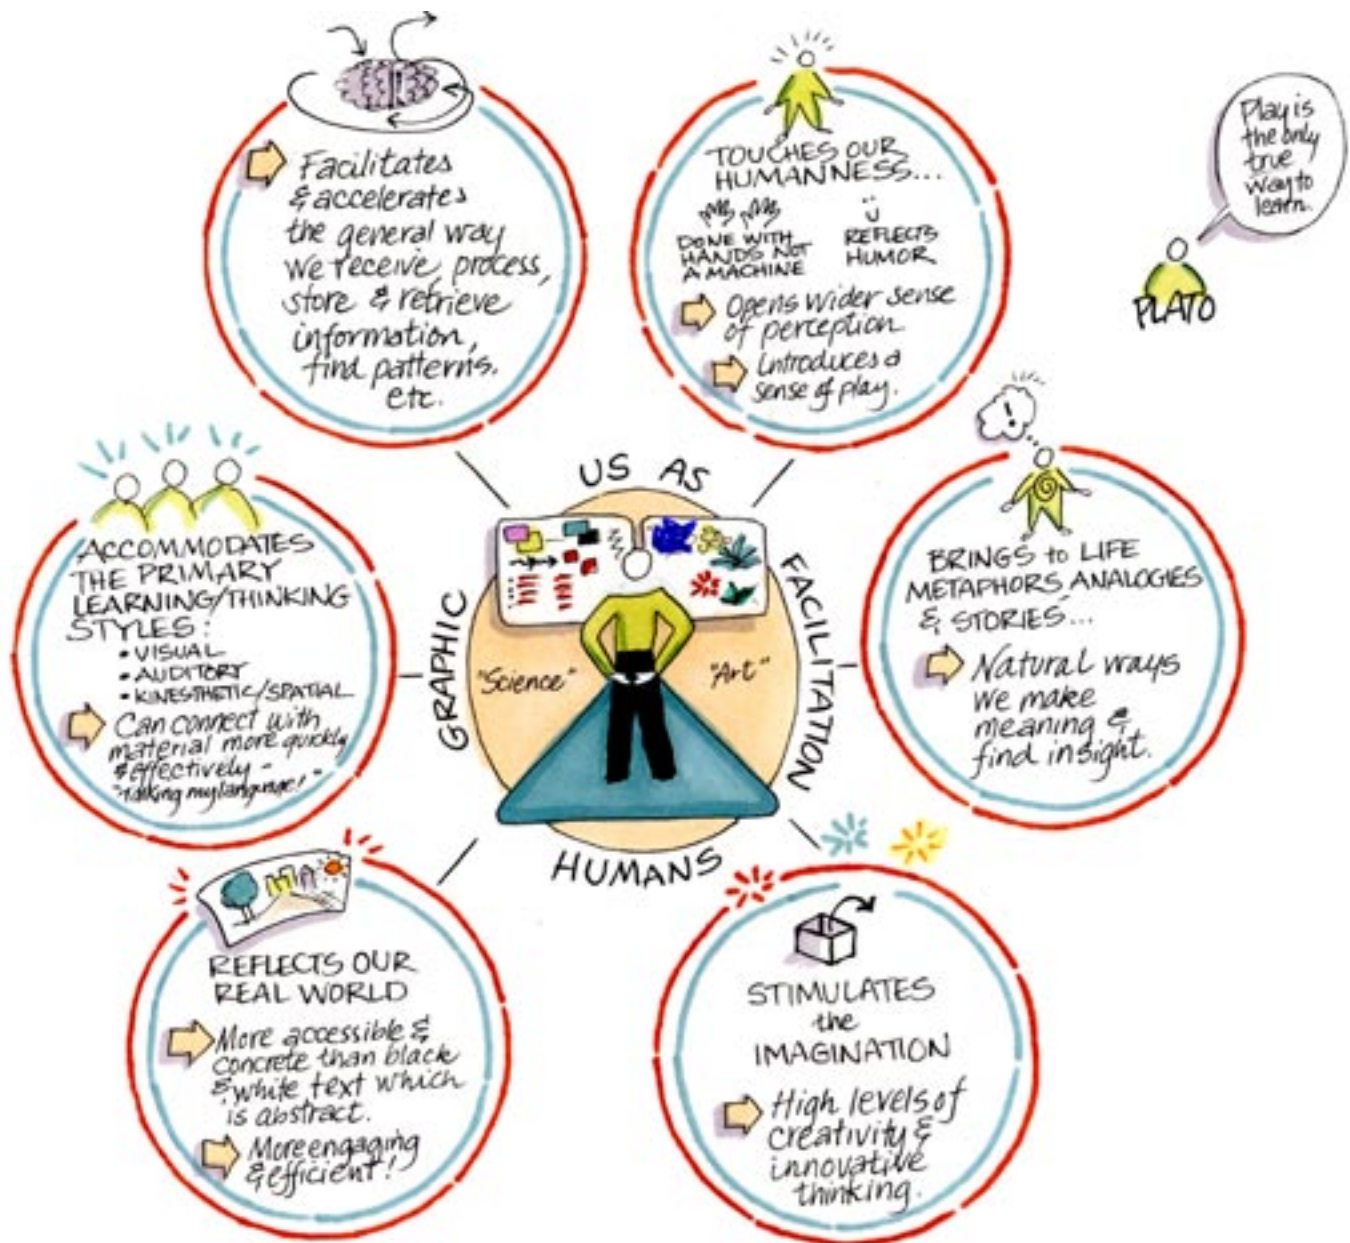 Facilitates
& accelerates
the general way
we receive, process,
store & retrieve
information,
find patterns.
etc.
TOUCHES OUR
HUMANNESS...
DONE WITH
HANDS NOT
A MACHINE
REFLECTS
HUMOR
Opens wider sense
of perception.
Introduces a
sense of play.
Play is
the only
true
way to
learn.
PLATO
ACCOMMODATES
THE PRIMARY
LEARNING/THINKING
STYLES:
• VISUAL
• AUDITORY
• KINESTHETIC/SPATIAL
Can connect with
material more quickly
& effectively -
"Talking my language!"
US AS
GRAPHIC
FACILITATION
HUMANS
"Science"
"Art"
!
BRINGS to LIFE
METAPHORS, ANALOGIES
& STORIES...
Natural ways
we make
meaning &
find insight.
REFLECTS OUR
REAL WORLD
More accessible &
concrete than black
& white text which
is abstract.
More engaging
& efficient!
STIMULATES
the
IMAGINATION
High levels of
creativity &
innovative
thinking.